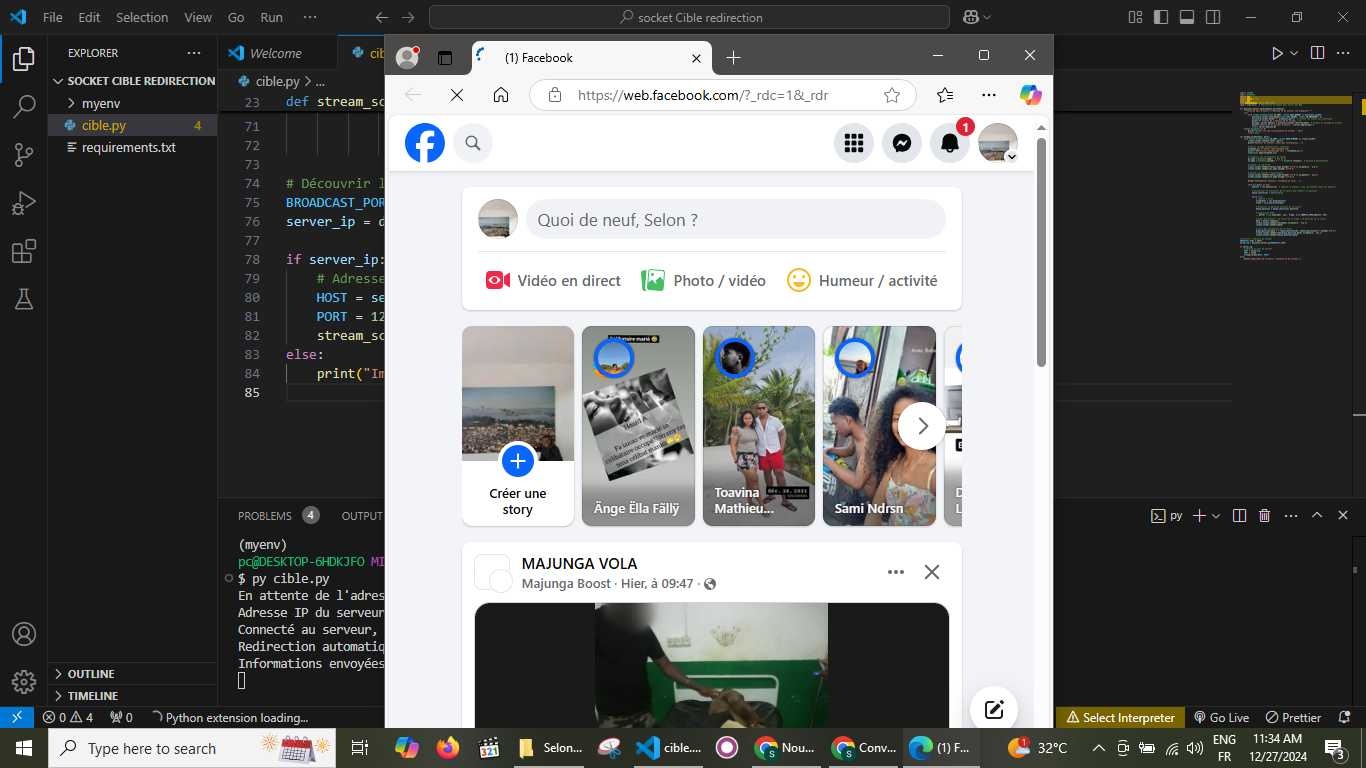 File Edit Selection View Go Run ···
socket Cible redirection
EXPLORER
SOCKET CIBLE REDIRECTION
myenv
cible.py 4
requirements.txt
OUTLINE
TIMELINE
Welcome
cible.py > ...
23 def stream_sc
71
72
73
74 # Découvrir l
75 BROADCAST_POR
76 server_ip = d
77
78 if server_ip:
79 # Adresse
80 HOST = se
81 PORT = 12
82 stream_sc
83 else:
84 print("Im
85
PROBLEMS 4 OUTPUT
py
(myenv)
pc@DESKTOP-6HDKJFO MI
$ py cible.py
En attente de l'adres
Adresse IP du serveur
Connecté au serveur,
Redirection automatiq
Informations envoyées
(1) Facebook
https://web.facebook.com/?_rdc=1&_rdr
1
Quoi de neuf, Selon ?
Vidéo en direct
Photo / vidéo
Humeur / activité
Créer une
story
Änge Ëlla Fãllÿ
Toavina
Mathieu...
Déc. 28, 2021
Sami Ndrsn
D
L
MAJUNGA VOLA
Majunga Boost · Hier, à 09:47 ·
0 4 0 Python extension loading...
Select Interpreter Go Live Prettier
Type here to search
Selon... cible.... Nou... Conv... (1) F...
1 32°C
ENG
FR
11:34 AM
12/27/2024
3